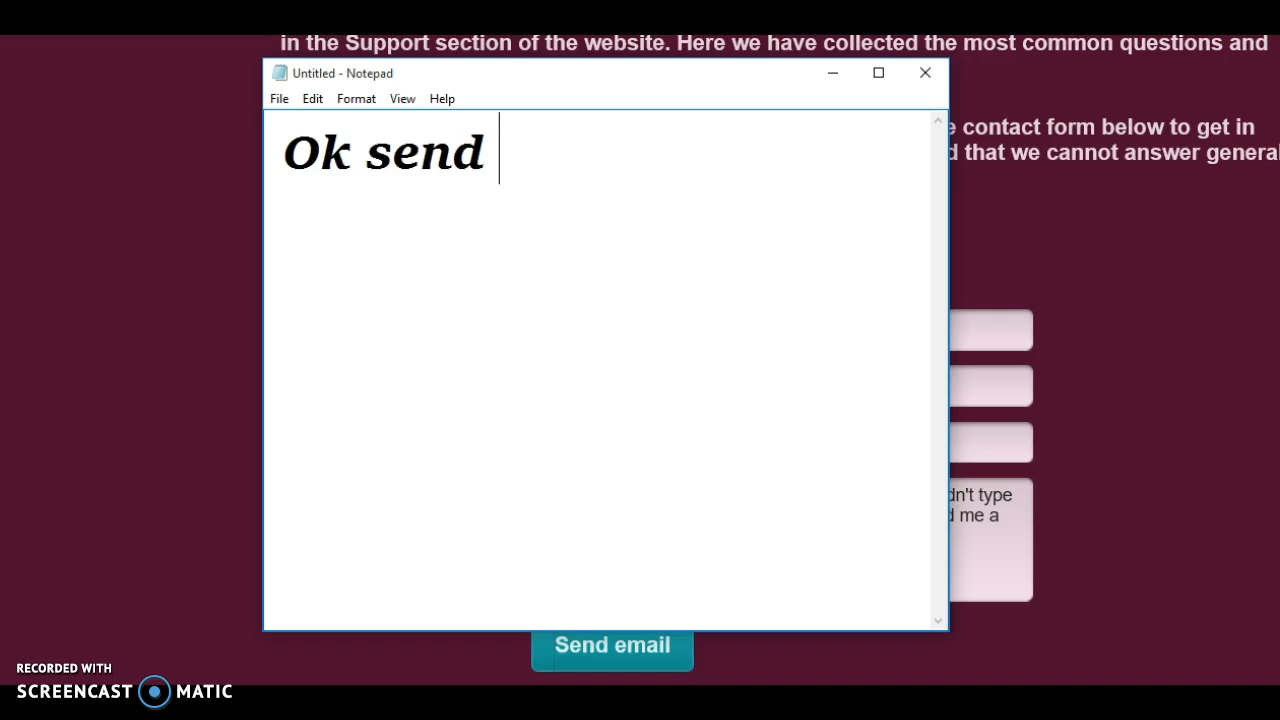 in the Support section of the website. Here we have collected the most common questions and
Untitled - Notepad
File Edit Format View Help
contact form below to get in
that we cannot answer general
Ok send
type
me a
Send email
RECORDED WITH
SCREENCAST MATIC